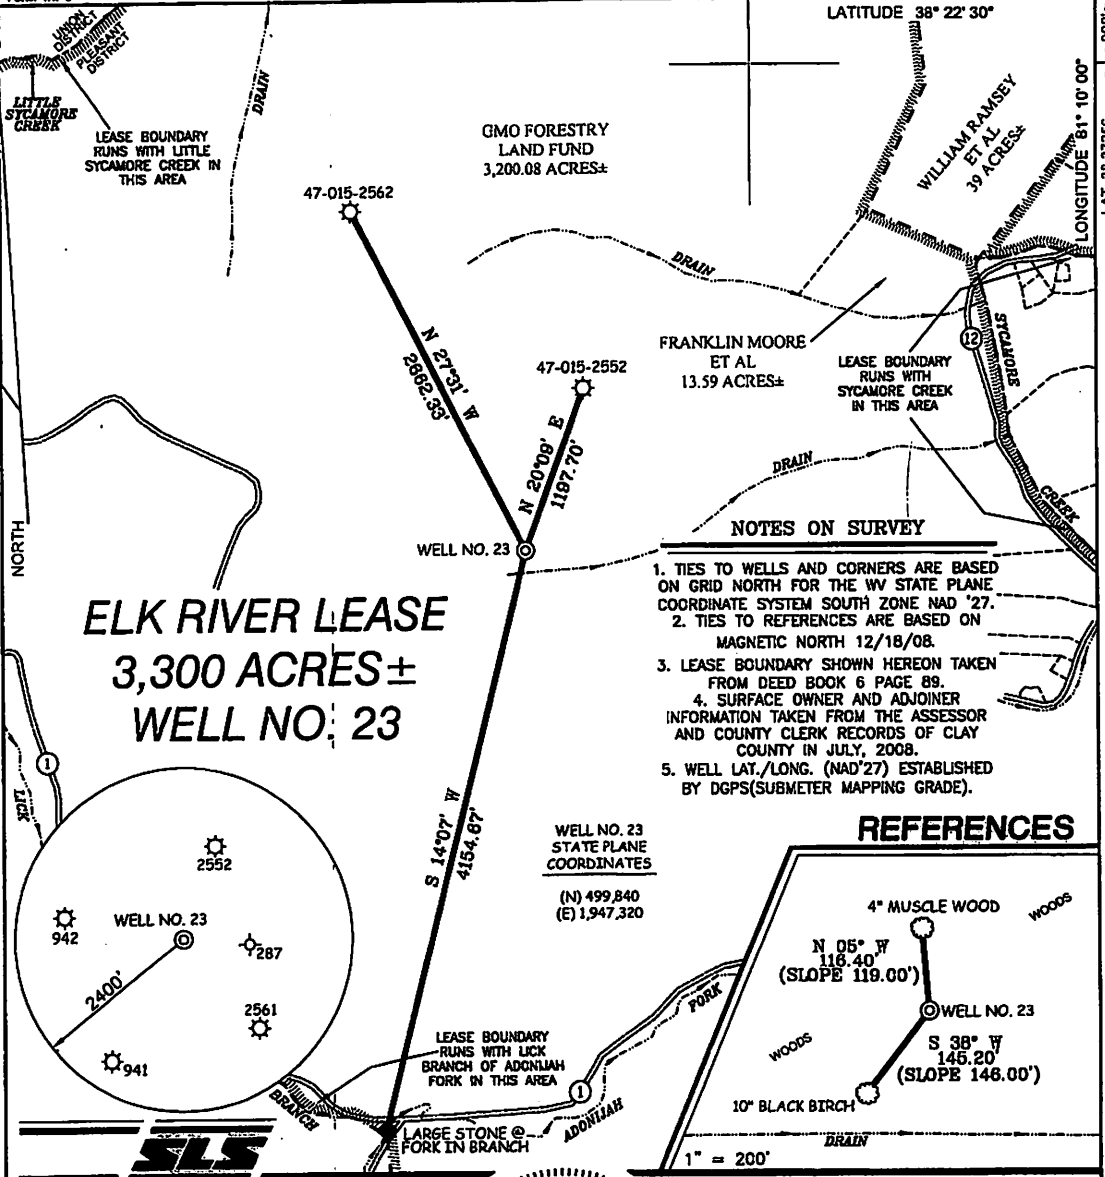 LATITUDE 38° 22' 30"
UNION
DISTRICT
PLEASANT
DISTRICT
LITTLE
SYCAMORE
CREEK
LEASE BOUNDARY
RUNS WITH LITTLE
SYCAMORE CREEK IN
THIS AREA
DRAIN
GMO FORESTRY
LAND FUND
3,200.08 ACRES±
WILLIAM RAMSEY
ET AL
39 ACRES±
LONGITUDE 81° 10' 00"
47-015-2562
DRAIN
N 27°31' W
2662.33'
47-015-2552
N 20°09' E
1197.70'
FRANKLIN MOORE
ET AL
13.59 ACRES±
LEASE BOUNDARY
RUNS WITH
SYCAMORE CREEK
IN THIS AREA
12
SYCAMORE
CREEK
DRAIN
NORTH
WELL NO. 23
NOTES ON SURVEY
1. TIES TO WELLS AND CORNERS ARE BASED
ON GRID NORTH FOR THE WV STATE PLANE
COORDINATE SYSTEM SOUTH ZONE NAD '27.
2. TIES TO REFERENCES ARE BASED ON
MAGNETIC NORTH 12/18/08.
3. LEASE BOUNDARY SHOWN HEREON TAKEN
FROM DEED BOOK 6 PAGE 89.
4. SURFACE OWNER AND ADJOINER
INFORMATION TAKEN FROM THE ASSESSOR
AND COUNTY CLERK RECORDS OF CLAY
COUNTY IN JULY, 2008.
5. WELL LAT./LONG. (NAD'27) ESTABLISHED
BY DGPS(SUBMETER MAPPING GRADE).
ELK RIVER LEASE
3,300 ACRES±
WELL NO. 23
1
LICK
S 14°07' W
4154.87'
WELL NO. 23
STATE PLANE
COORDINATES
(N) 499,840
(E) 1,947,320
2552
WELL NO. 23
942
287
2400'
2561
941
REFERENCES
4" MUSCLE WOOD
WOODS
N 05° W
116.40'
(SLOPE 119.00')
WELL NO. 23
WOODS
S 38° W
145.20'
(SLOPE 146.00')
10" BLACK BIRCH
DRAIN
1" = 200'
FORK
LEASE BOUNDARY
RUNS WITH LICK
BRANCH OF ADONIJAH
FORK IN THIS AREA
1
ADONIJAH
BRANCH
LARGE STONE @
FORK IN BRANCH
SLS